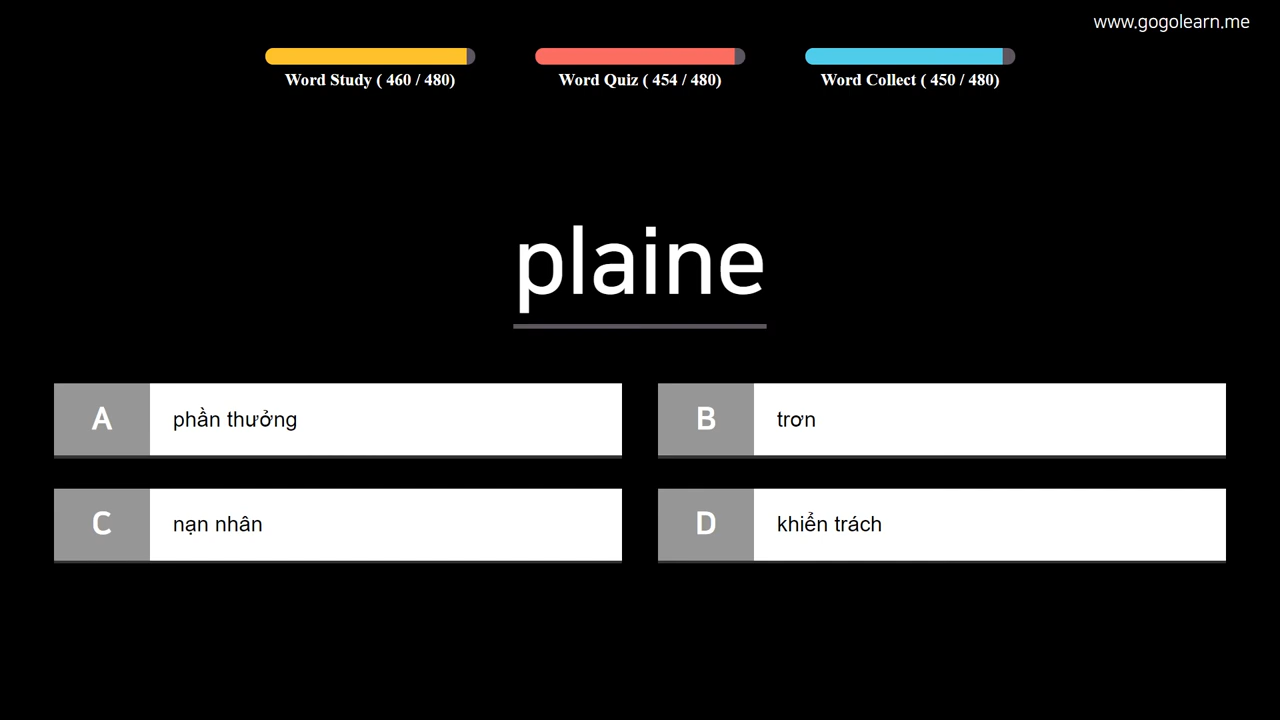 www.gogolearn.me
Word Study ( 460 / 480)
Word Quiz ( 454 / 480)
Word Collect ( 450 / 480)
plaine
A phần thưởng
B trơn
C nạn nhân
D khiển trách